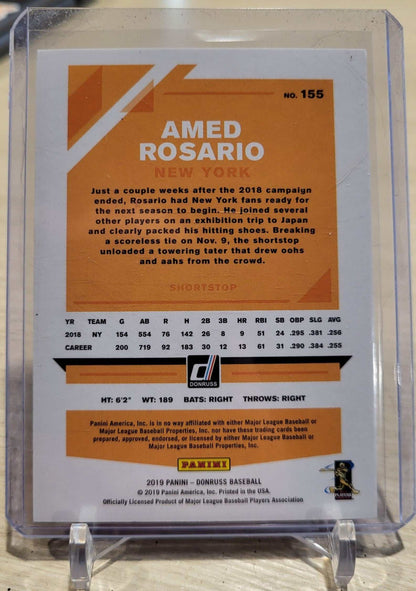 NO. 155
AMED
ROSARIO
NEW YORK
Just a couple weeks after the 2018 campaign
ended, Rosario had New York fans ready for
the next season to begin. He joined several
other players on an exhibition trip to Japan
and clearly packed his hitting shoes. Breaking
a scoreless tie on Nov. 9, the shortstop
unloaded a towering tater that drew oohs
and aahs from the crowd.
SHORTSTOP
YR TEAM G AB R H 2B 3B HR RBI SB OBP SLG AVG
2018 NY 154 554 76 142 26 8 9 51 24 .295 .381 .256
CAREER 200 719 92 183 30 12 13 61 31 .290 .384 .255
DONRUSS
HT: 6'2" WT: 189 BATS: RIGHT THROWS: RIGHT
Panini America, Inc. is in no way affiliated with either Major League Baseball or
Major League Baseball Properties, Inc. nor have these trading cards been
prepared, approved, endorsed, or licensed by either Major League Baseball or
Major League Baseball Properties, Inc.
PANINI
2019 PANINI – DONRUSS BASEBALL
© 2019 Panini America, Inc. Printed in the USA.
Officially Licensed Product of Major League Baseball Players Association